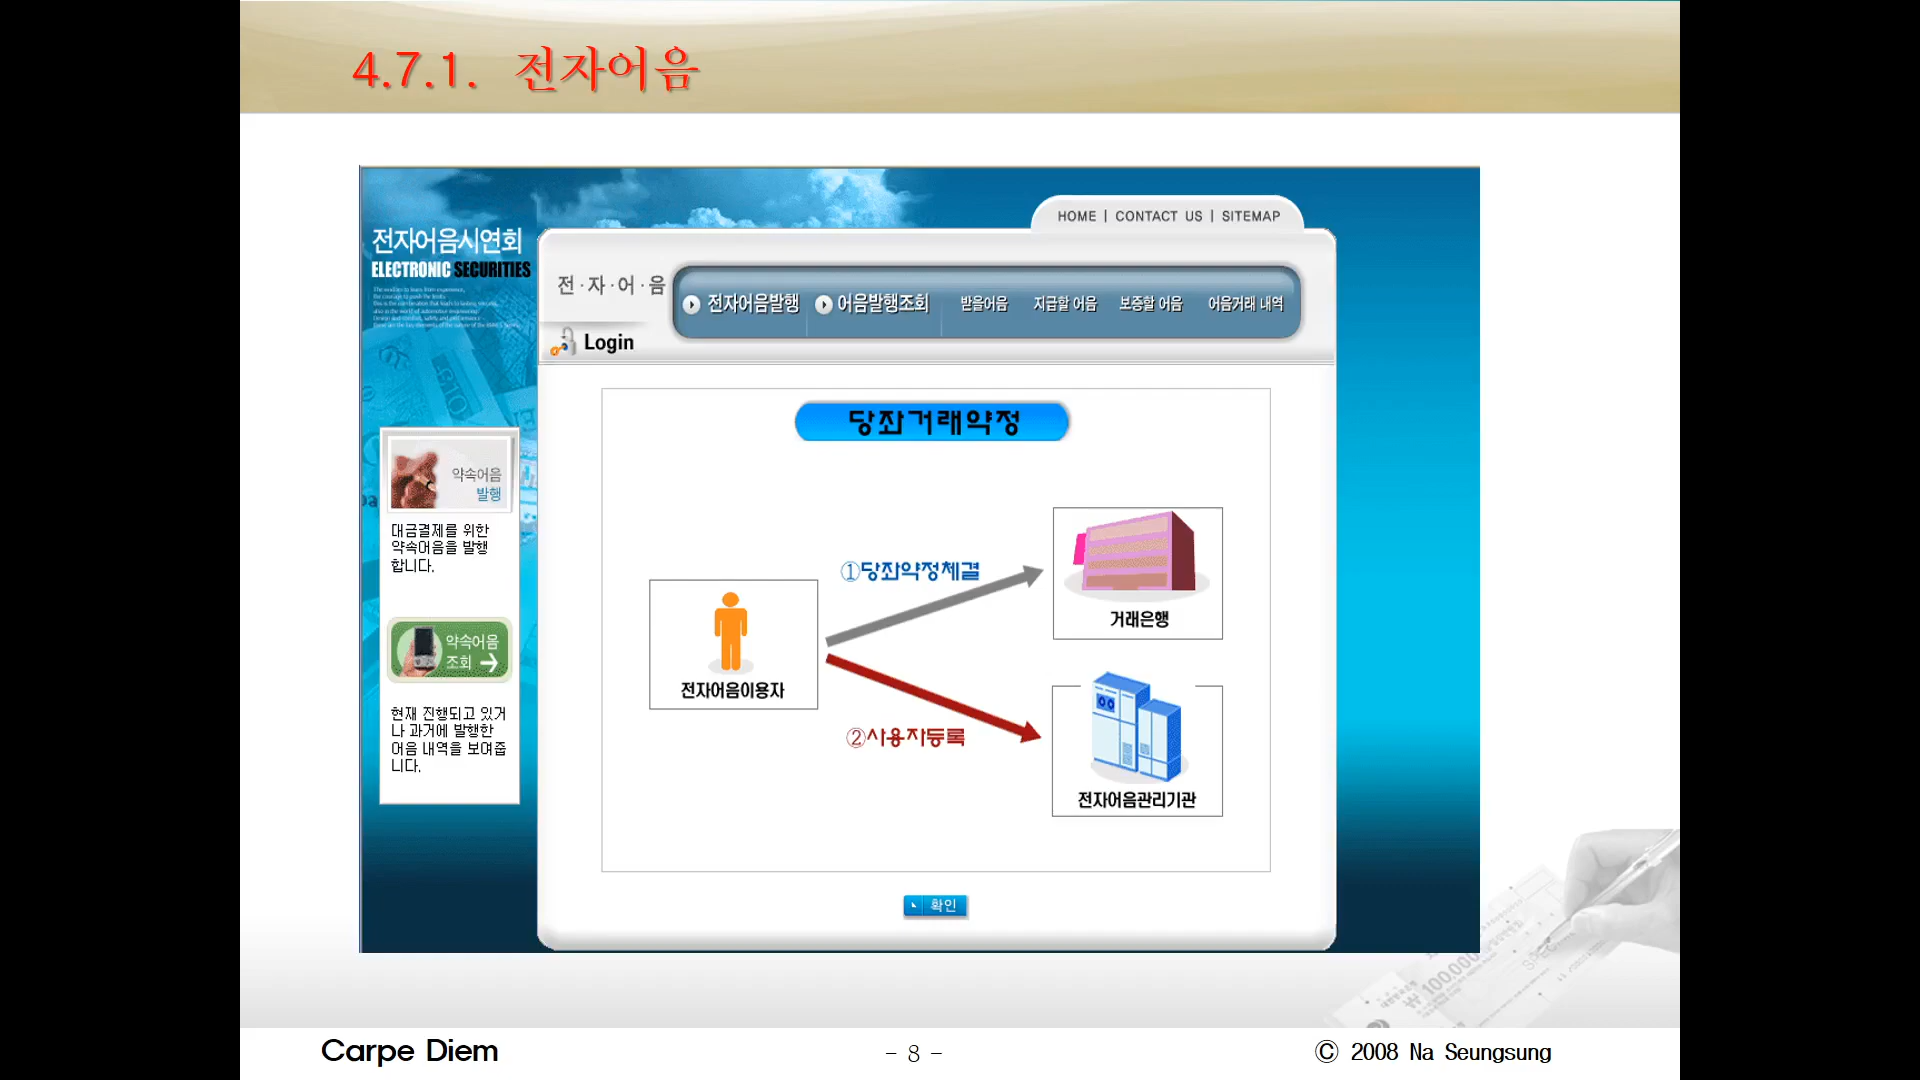 4.7.1. 전자어음
HOME | CONTACT US | SITEMAP
전자어음시연회
ELECTRONIC SECURITIES
전·자·어·음
전자어음발행
어음발행조회
받을어음
지급할 어음
보증할 어음
어음거래 내역
Login
당좌거래약정
약속어음
발행
대금결제를 위한
약속어음을 발행
합니다.
약속어음
조회
현재 진행되고 있거
나 과거에 발행한
어음 내역을 보여줍
니다.
①당좌약정체결
거래은행
전자어음이용자
②사용자등록
전자어음관리기관
확인
₩100,000
Carpe Diem
- 8 -
© 2008 Na Seungsung